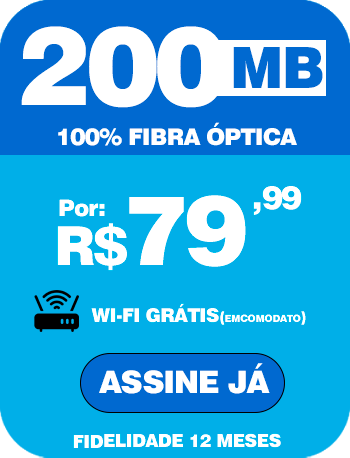 200 MB
100% FIBRA ÓPTICA
Por:
R$79,99
WI-FI GRÁTIS(EMCOMODATO)
ASSINE JÁ
FIDELIDADE 12 MESES